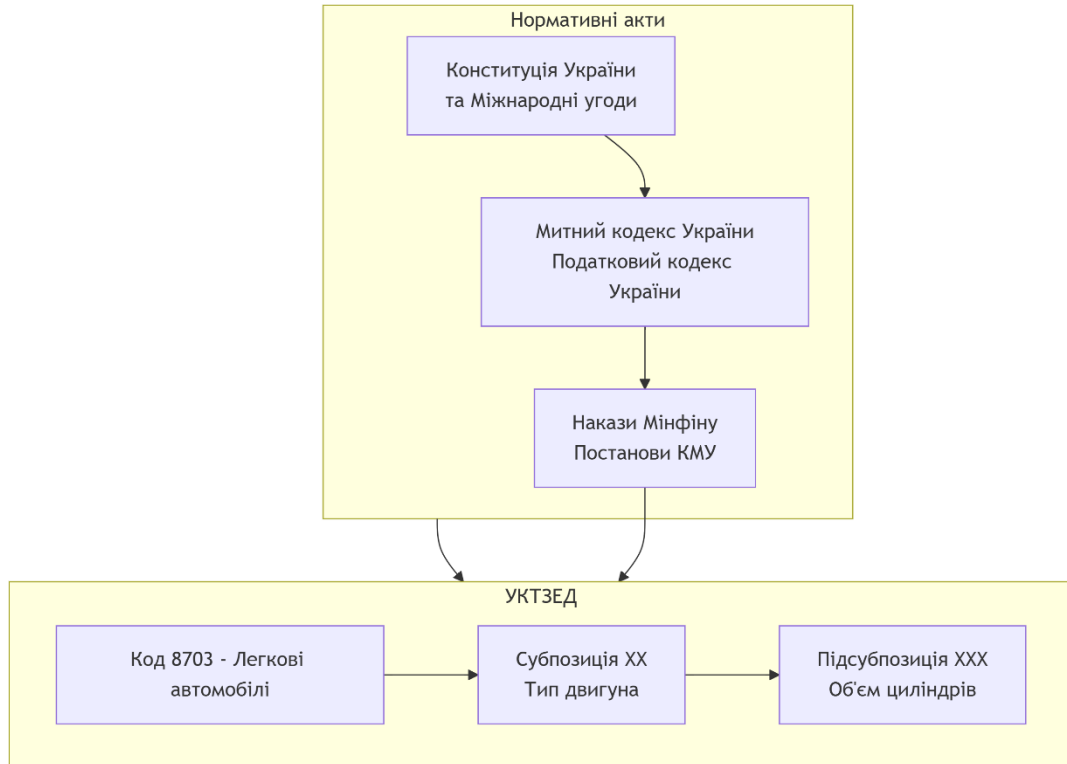 Нормативні акти
Конституція України
та Міжнародні угоди
Митний кодекс України
Податковий кодекс
України
Накази Мінфіну
Постанови КМУ
УКТЗЕД
Код 8703 - Легкові
автомобілі
Субпозиція XX
Тип двигуна
Підсубпозиція XXX
Об'єм циліндрів